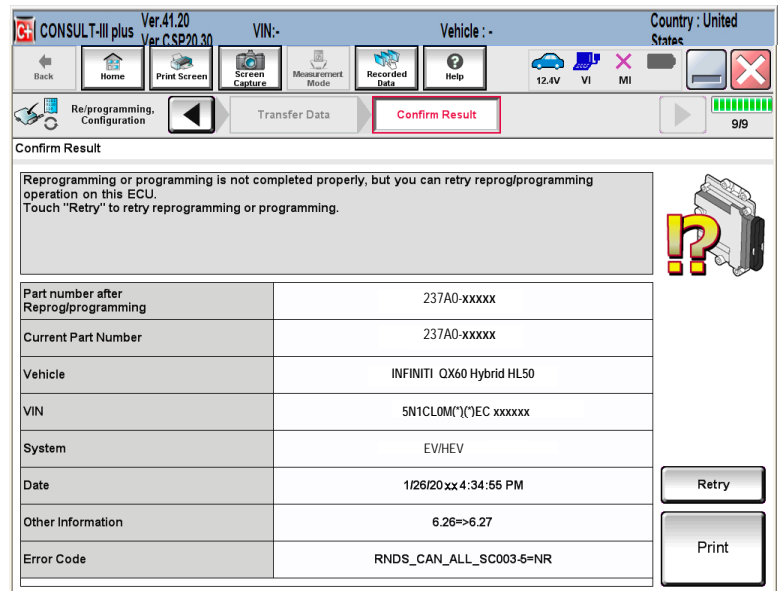 CONSULT-III plus Ver.41.20
Ver.CSP20.30
VIN:-
Vehicle : -
Country : United
States
Back
Home
Print Screen
Screen
Capture
Measurement
Mode
Recorded
Data
Help
12.4V
VI
MI
Re/programming,
Configuration
Transfer Data
Confirm Result
9/9
Confirm Result
Reprogramming or programming is not completed properly, but you can retry reprog/programming
operation on this ECU.
Touch "Retry" to retry reprogramming or programming.
!?
Part number after
Reprog/programming
237A0-xxxxx
Current Part Number
237A0-xxxxx
Vehicle
INFINITI QX60 Hybrid HL50
VIN
5N1CL0M(*)(*)EC xxxxxx
System
EV/HEV
Date
1/26/20xx 4:34:55 PM
Other Information
6.26=>6.27
Error Code
RNDS_CAN_ALL_SC003-5=NR
Retry
Print